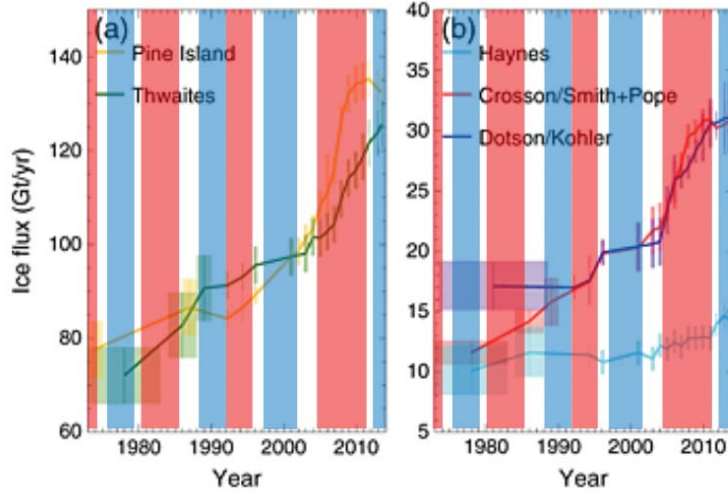 (a)
Pine Island
Thwaites
150
140
120
100
80
60
Ice flux (Gt/yr)
1980 1990 2000 2010
Year
(b)
Haynes
Crosson/Smith+Pope
Dotson/Kohler
40
35
30
25
20
15
10
5
1980 1990 2000 2010
Year